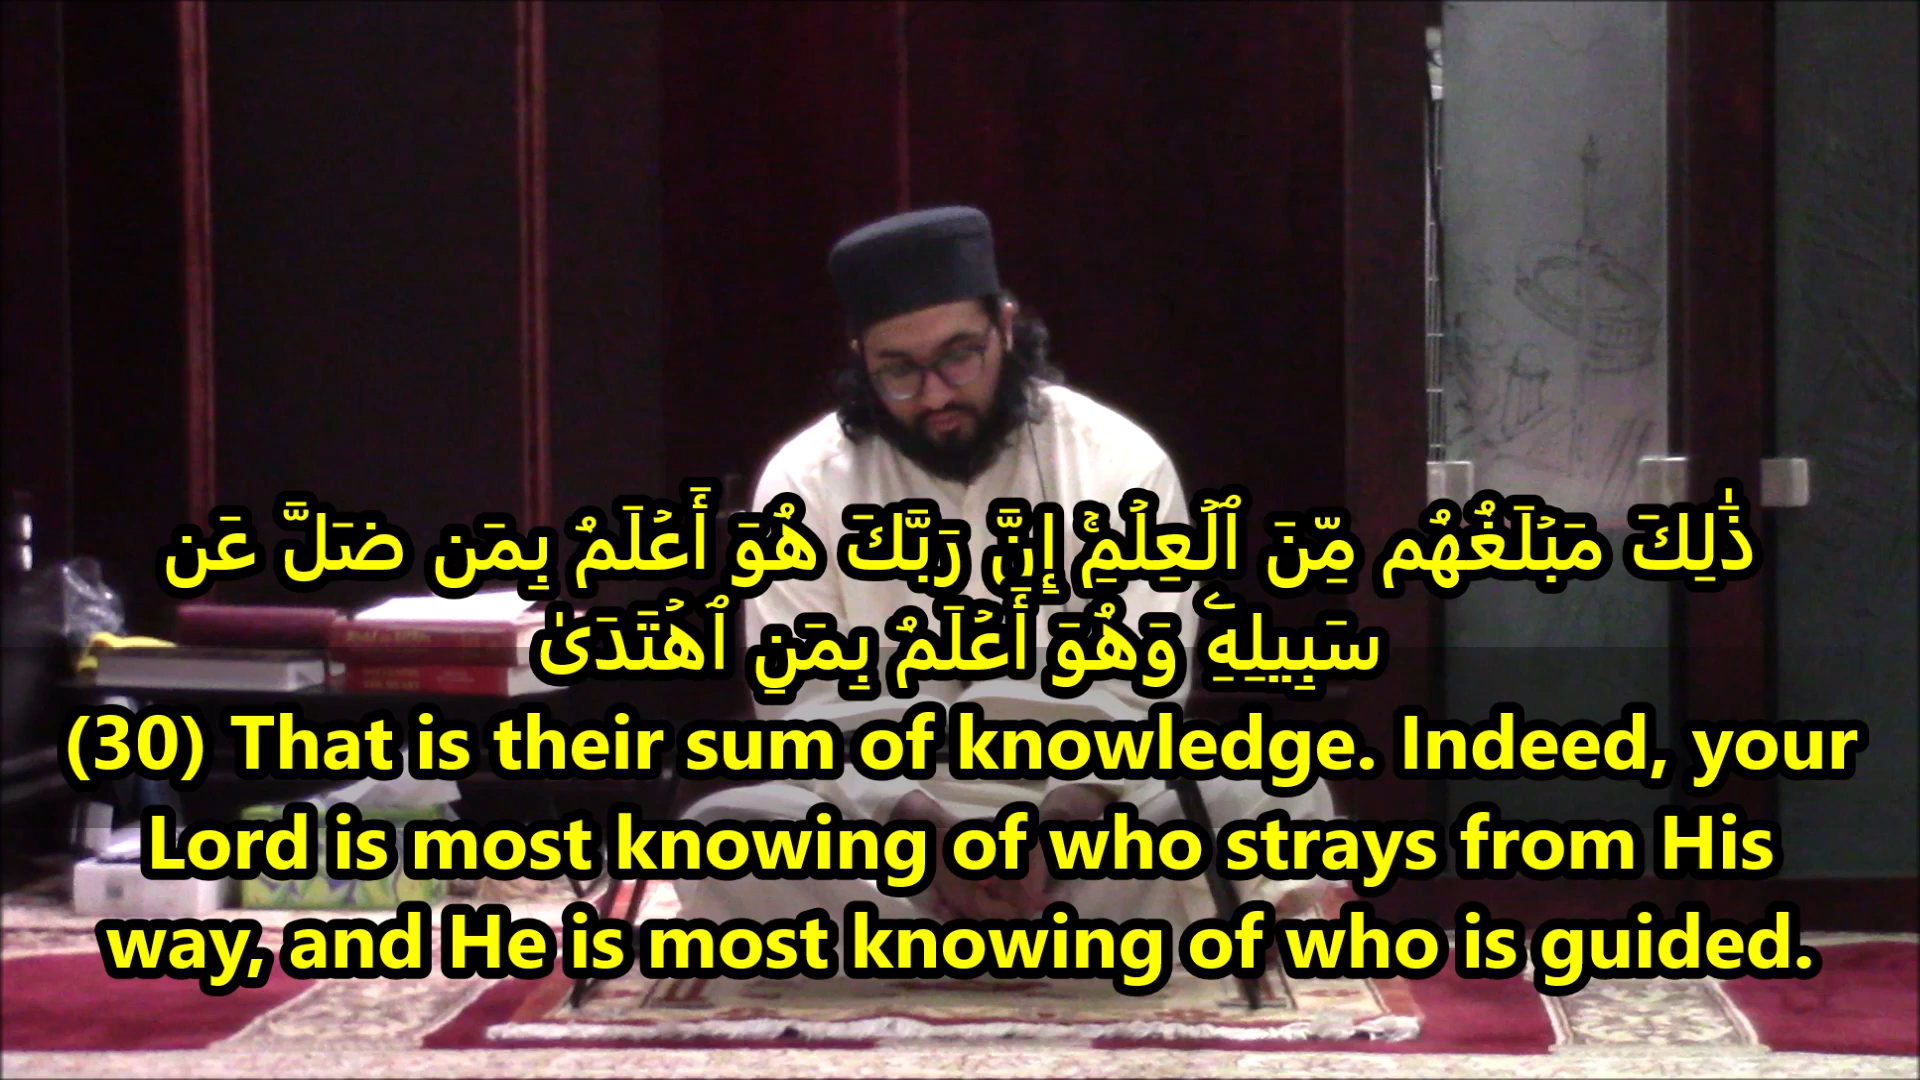 ذَٰلِكَ مَبۡلَغُهُم مِّنَ ٱلۡعِلۡمِۚ إِنَّ رَبَّكَ هُوَ أَعۡلَمُ بِمَن ضَلَّ عَن
سَبِيلِهِۦ وَهُوَ أَعۡلَمُ بِمَنِ ٱهۡتَدَىٰ
(30) That is their sum of knowledge. Indeed, your
Lord is most knowing of who strays from His
way, and He is most knowing of who is guided.